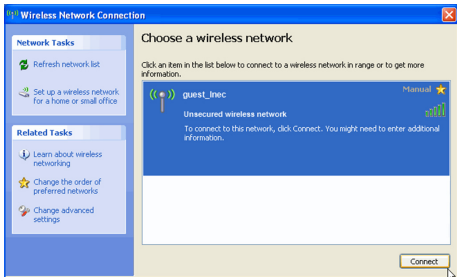 Wireless Network Connection
Network Tasks
Refresh network list
Set up a wireless network
for a home or small office
Related Tasks
Learn about wireless
networking
Change the order of
preferred networks
Change advanced
settings
Choose a wireless network
Click an item in the list below to connect to a wireless network in range or to get more
information.
guest_Inec
Manual
Unsecured wireless network
To connect to this network, click Connect. You might need to enter additional
information.
Connect